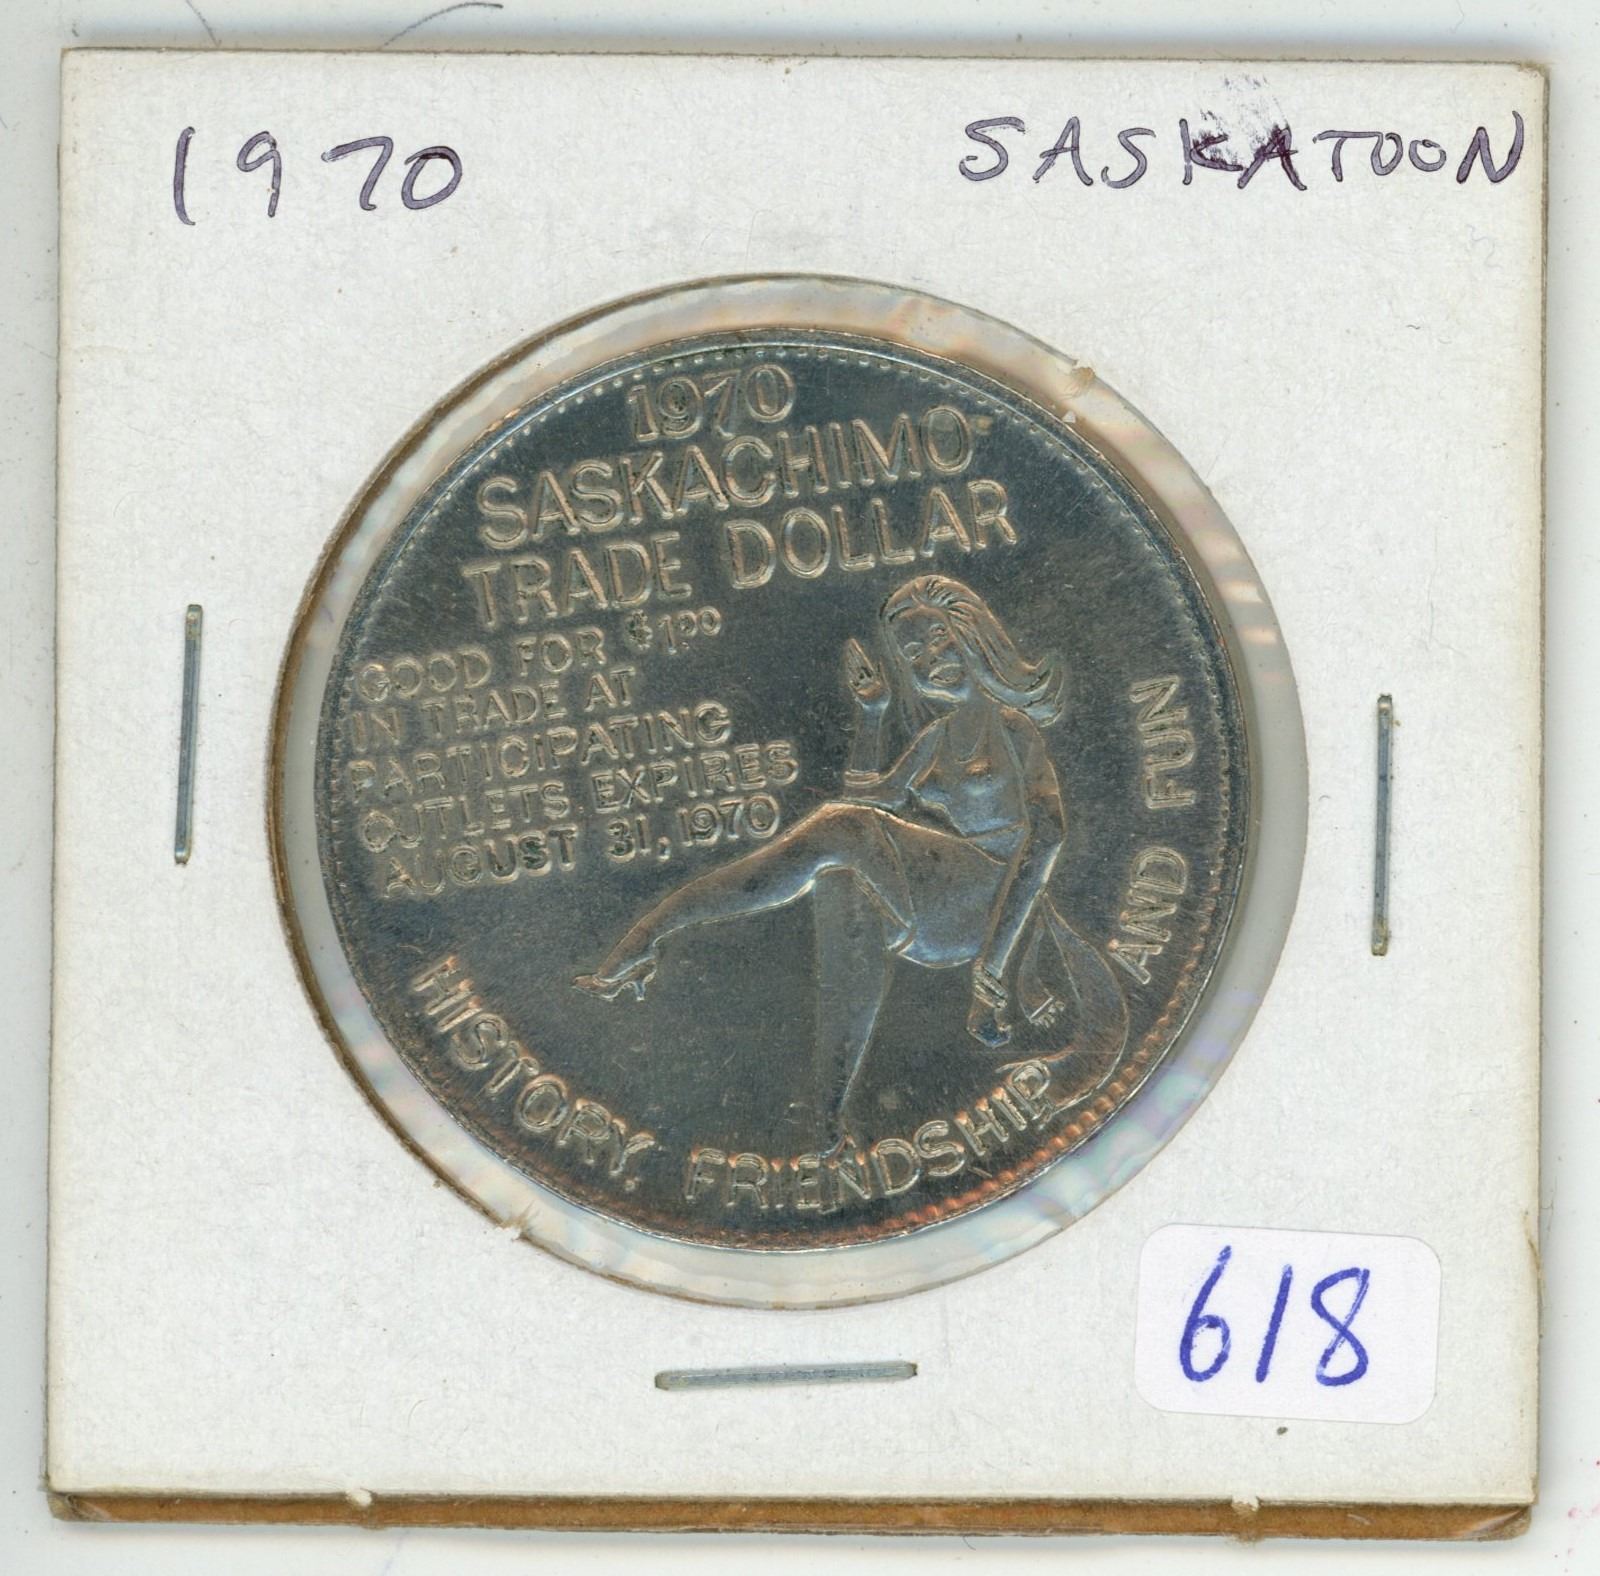 1970 SASKATOON
1970
SASKACHIMO
TRADE DOLLAR
GOOD FOR $1.00
IN TRADE AT
PARTICIPATING
OUTLETS EXPIRES
AUGUST 31, 1970
HISTORY, FRIENDSHIP AND FUN
618